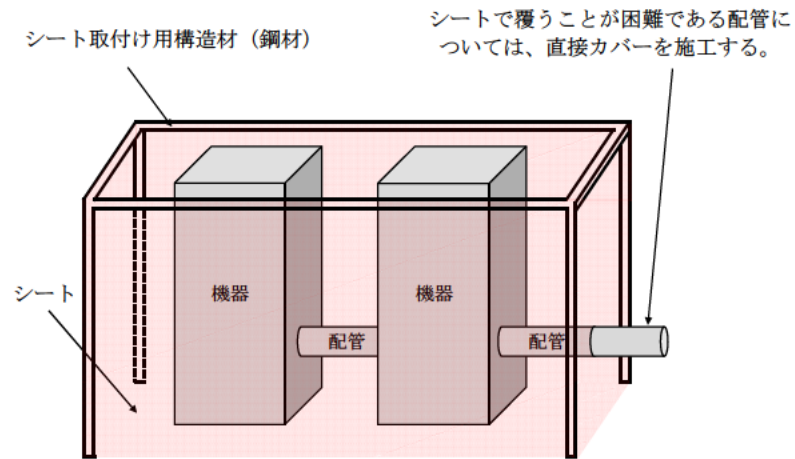 シートで覆うことが困難である配管に
ついては、直接カバーを施工する。
シート取付け用構造材（鋼材）
機器
機器
シート
配管
配管